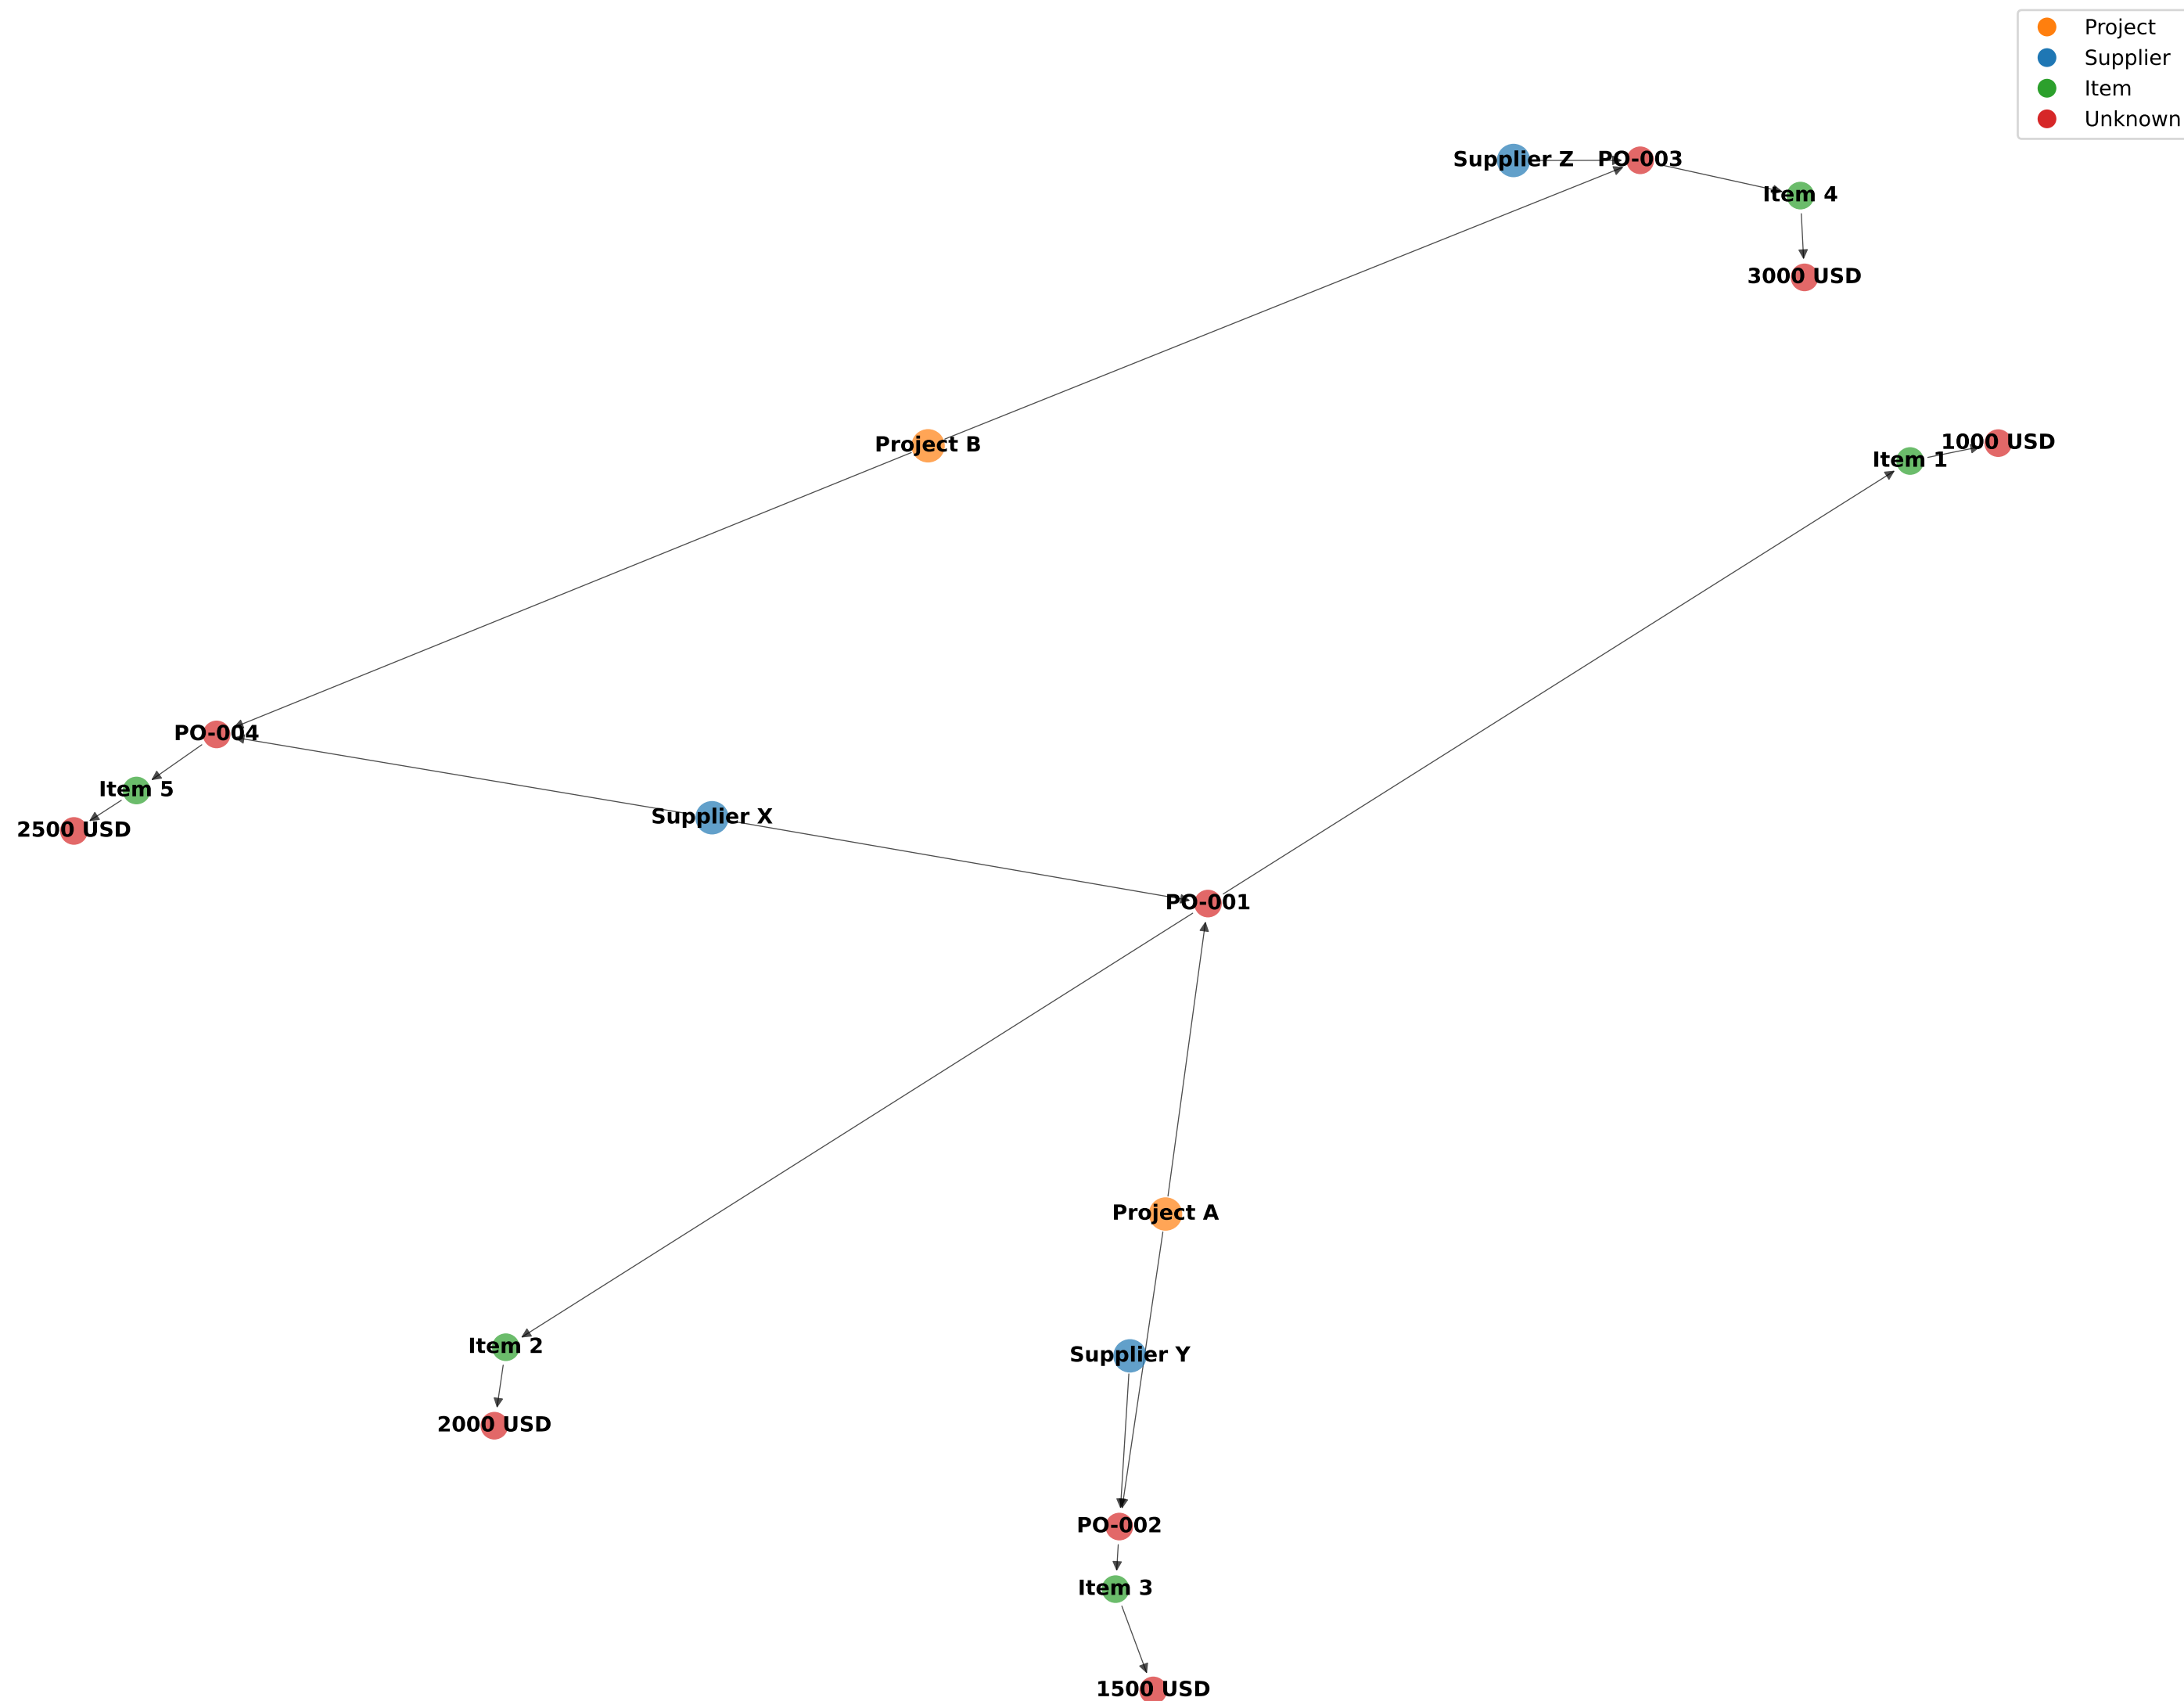 Project
Supplier
Item
Unknown
Supplier Z
PO-003
Item 4
3000 USD
Project B
1000 USD
Item 1
PO-004
Item 5
2500 USD
Supplier X
PO-001
Project A
Item 2
Supplier Y
2000 USD
PO-002
Item 3
1500 USD